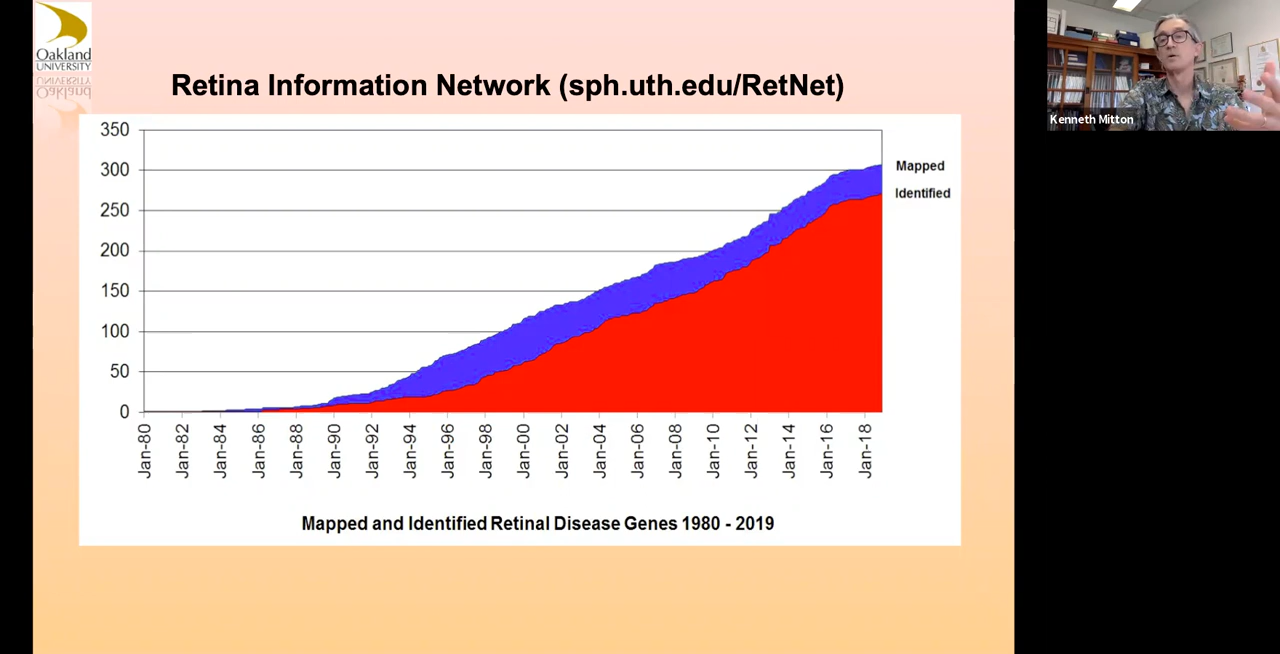 Oakland
UNIVERSITY
Retina Information Network (sph.uth.edu/RetNet)
Kenneth Mitton
350
300
250
200
150
100
50
0
Mapped
Identified
Jan-80
Jan-82
Jan-84
Jan-86
Jan-88
Jan-90
Jan-92
Jan-94
Jan-96
Jan-98
Jan-00
Jan-02
Jan-04
Jan-06
Jan-08
Jan-10
Jan-12
Jan-14
Jan-16
Jan-18
Mapped and Identified Retinal Disease Genes 1980 - 2019